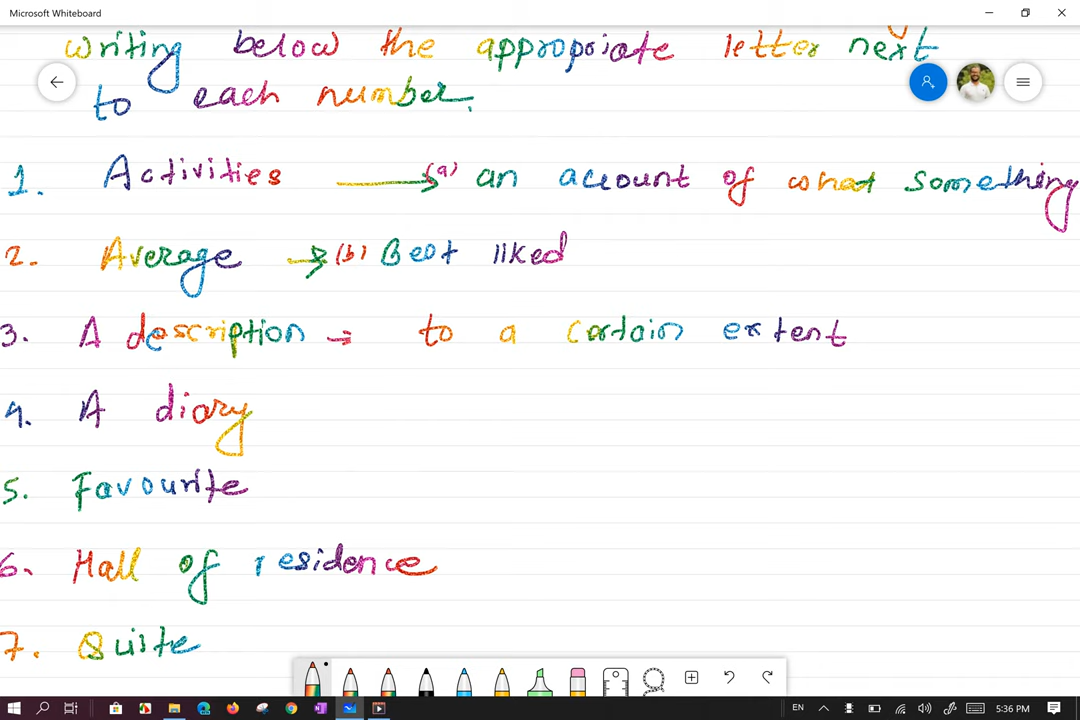 Microsoft Whiteboard
writing below the appropriate letter next
to each number.
1. Activities → (a) an account of what something
2. Average → (b) Best liked
3. A description → to a certain extent
4. A diary
5. Favourite
6. Hall of residence
7. Quite
EN 5:36 PM